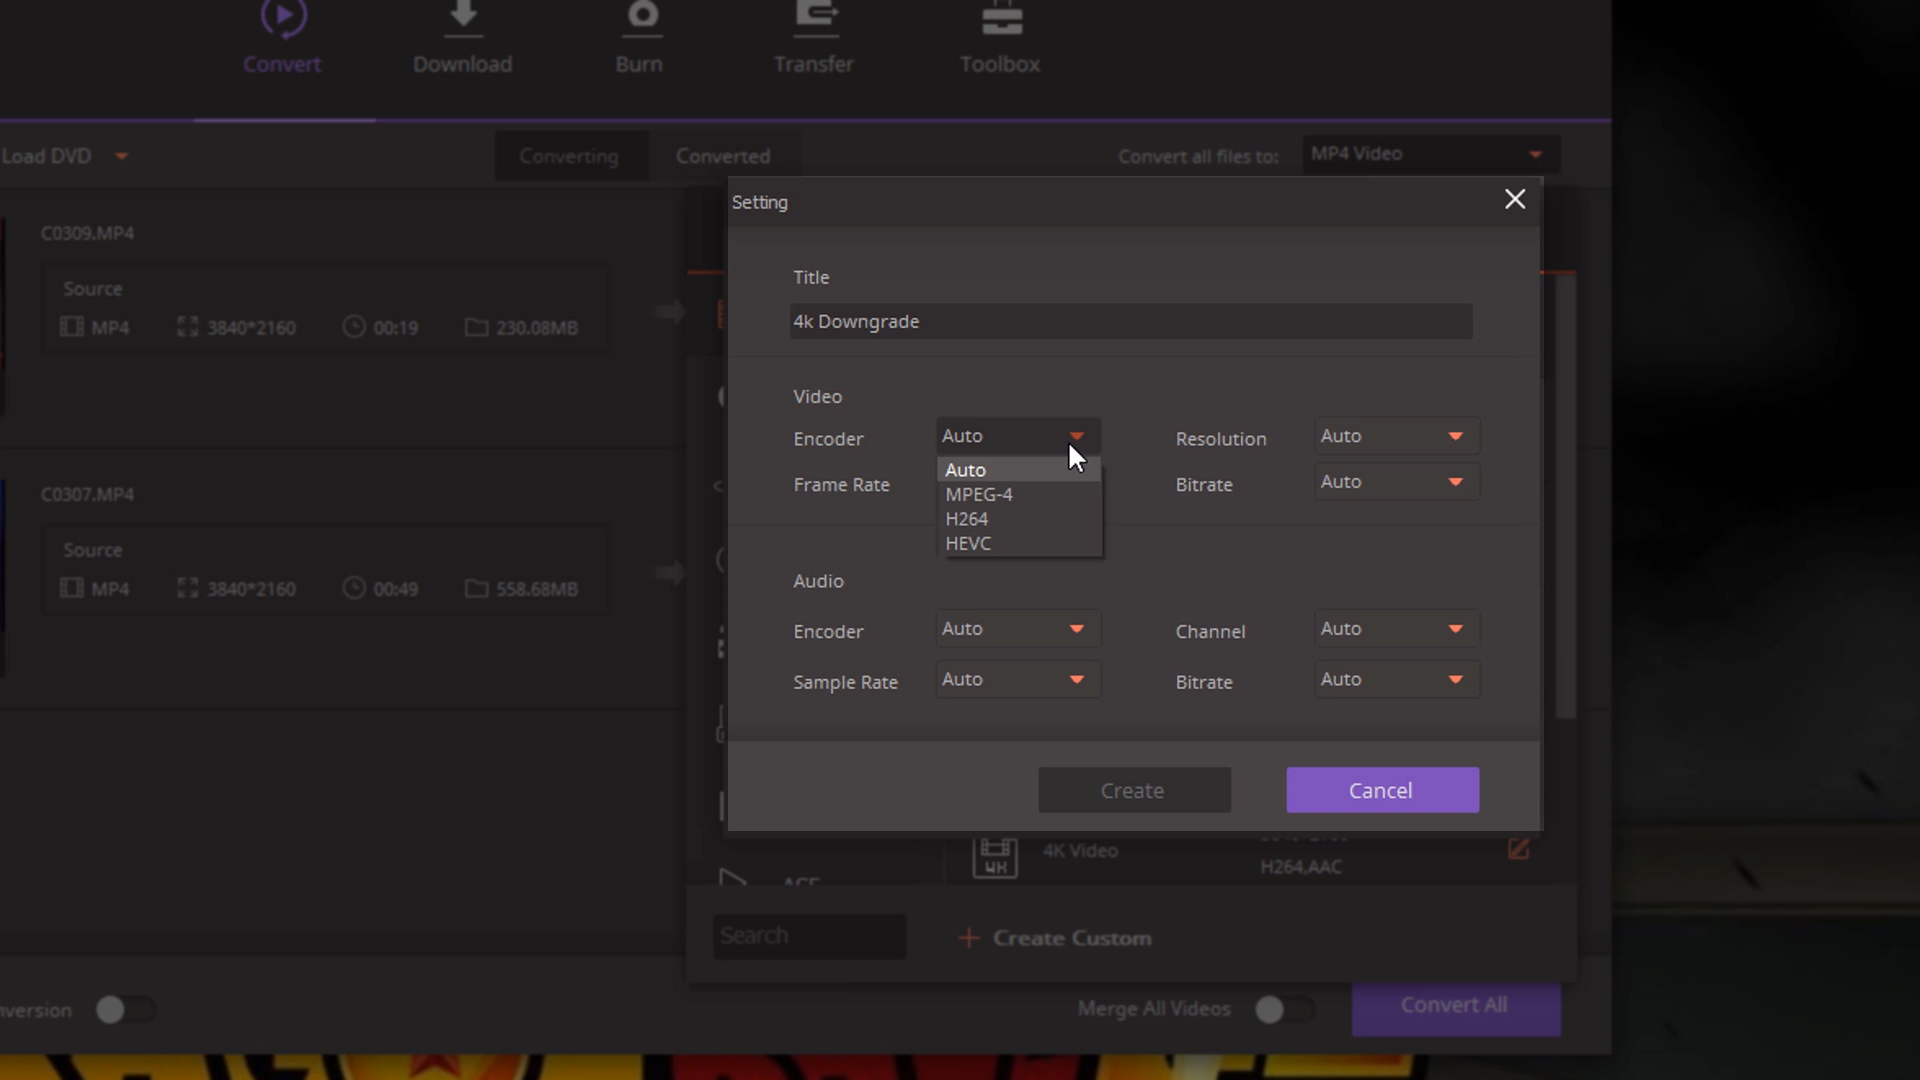 Convert
Download
Burn
Transfer
Toolbox
Load DVD
Converting
Converted
Convert all files to:
MP4 Video
C0309.MP4
Source
MP4
3840*2160
00:19
230.08MB
C0307.MP4
Source
MP4
3840*2160
00:49
558.68MB
Setting
Title
4k Downgrade
Video
Encoder
Auto
Resolution
Auto
Auto
MPEG-4
H264
HEVC
Frame Rate
Bitrate
Auto
Audio
Encoder
Auto
Channel
Auto
Sample Rate
Auto
Bitrate
Auto
Create
Cancel
4K Video
H264,AAC
Search
Create Custom
nversion
Merge All Videos
Convert All